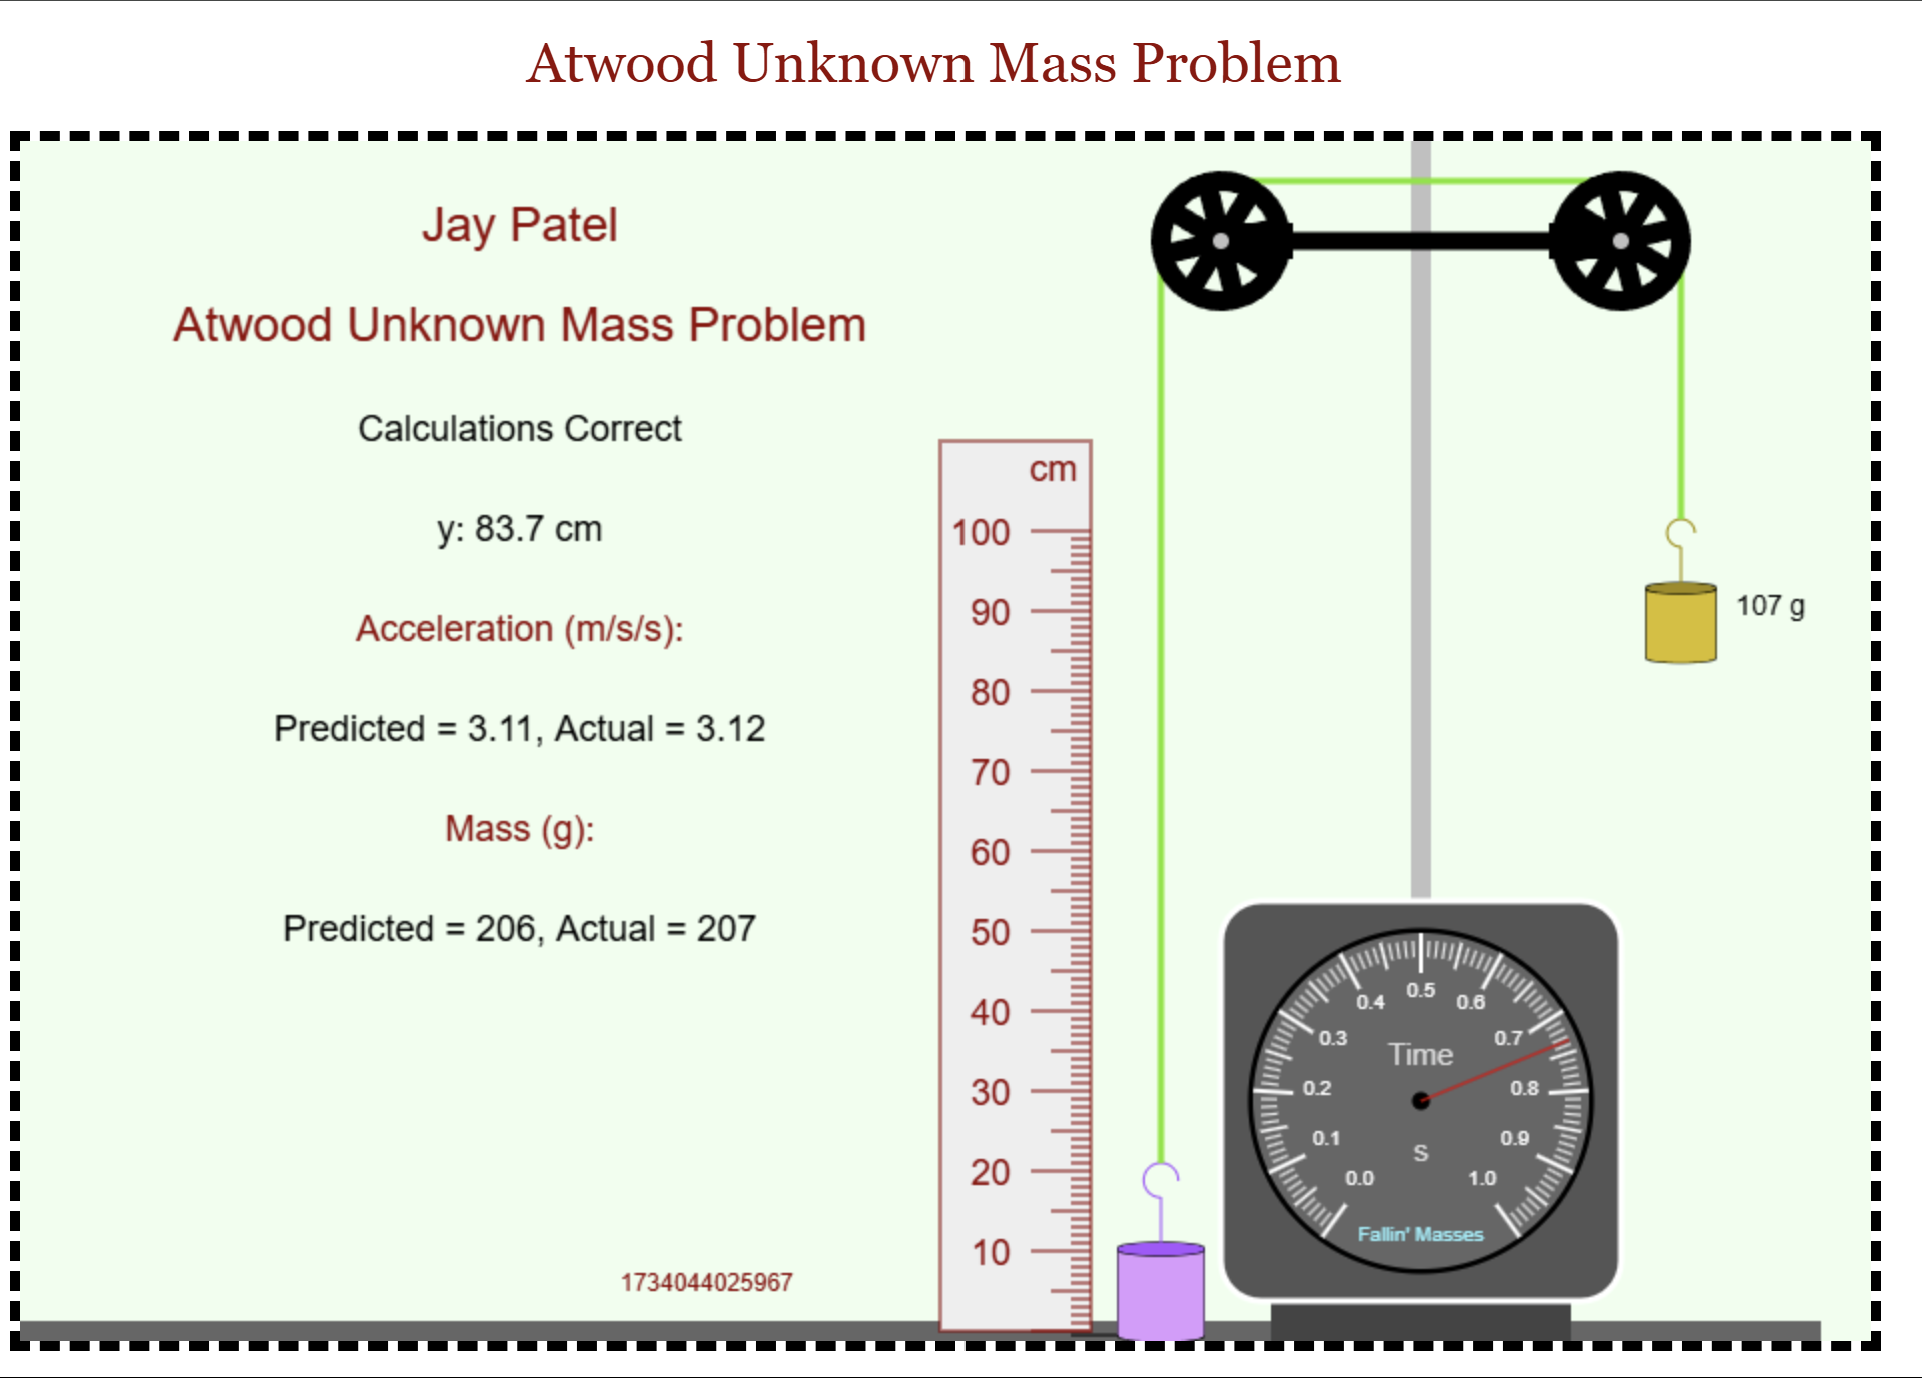 Atwood Unknown Mass Problem
Jay Patel
Atwood Unknown Mass Problem
Calculations Correct
y: 83.7 cm
Acceleration (m/s/s):
Predicted = 3.11, Actual = 3.12
Mass (g):
Predicted = 206, Actual = 207
1734044025967
cm
100
90
80
70
60
50
40
30
20
10
107 g
0.0
0.1
0.2
0.3
0.4
0.5
0.6
0.7
0.8
0.9
1.0
Time
s
Fallin' Masses